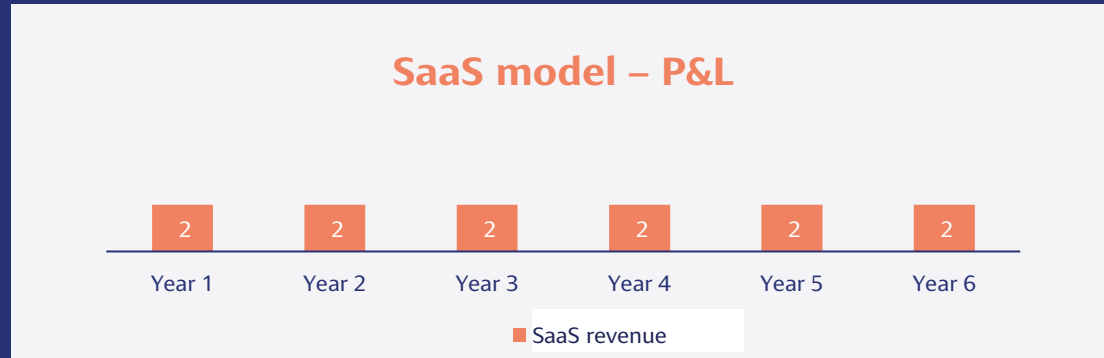 SaaS model – P&L
2 2 2 2 2 2
Year 1 Year 2 Year 3 Year 4 Year 5 Year 6
SaaS revenue